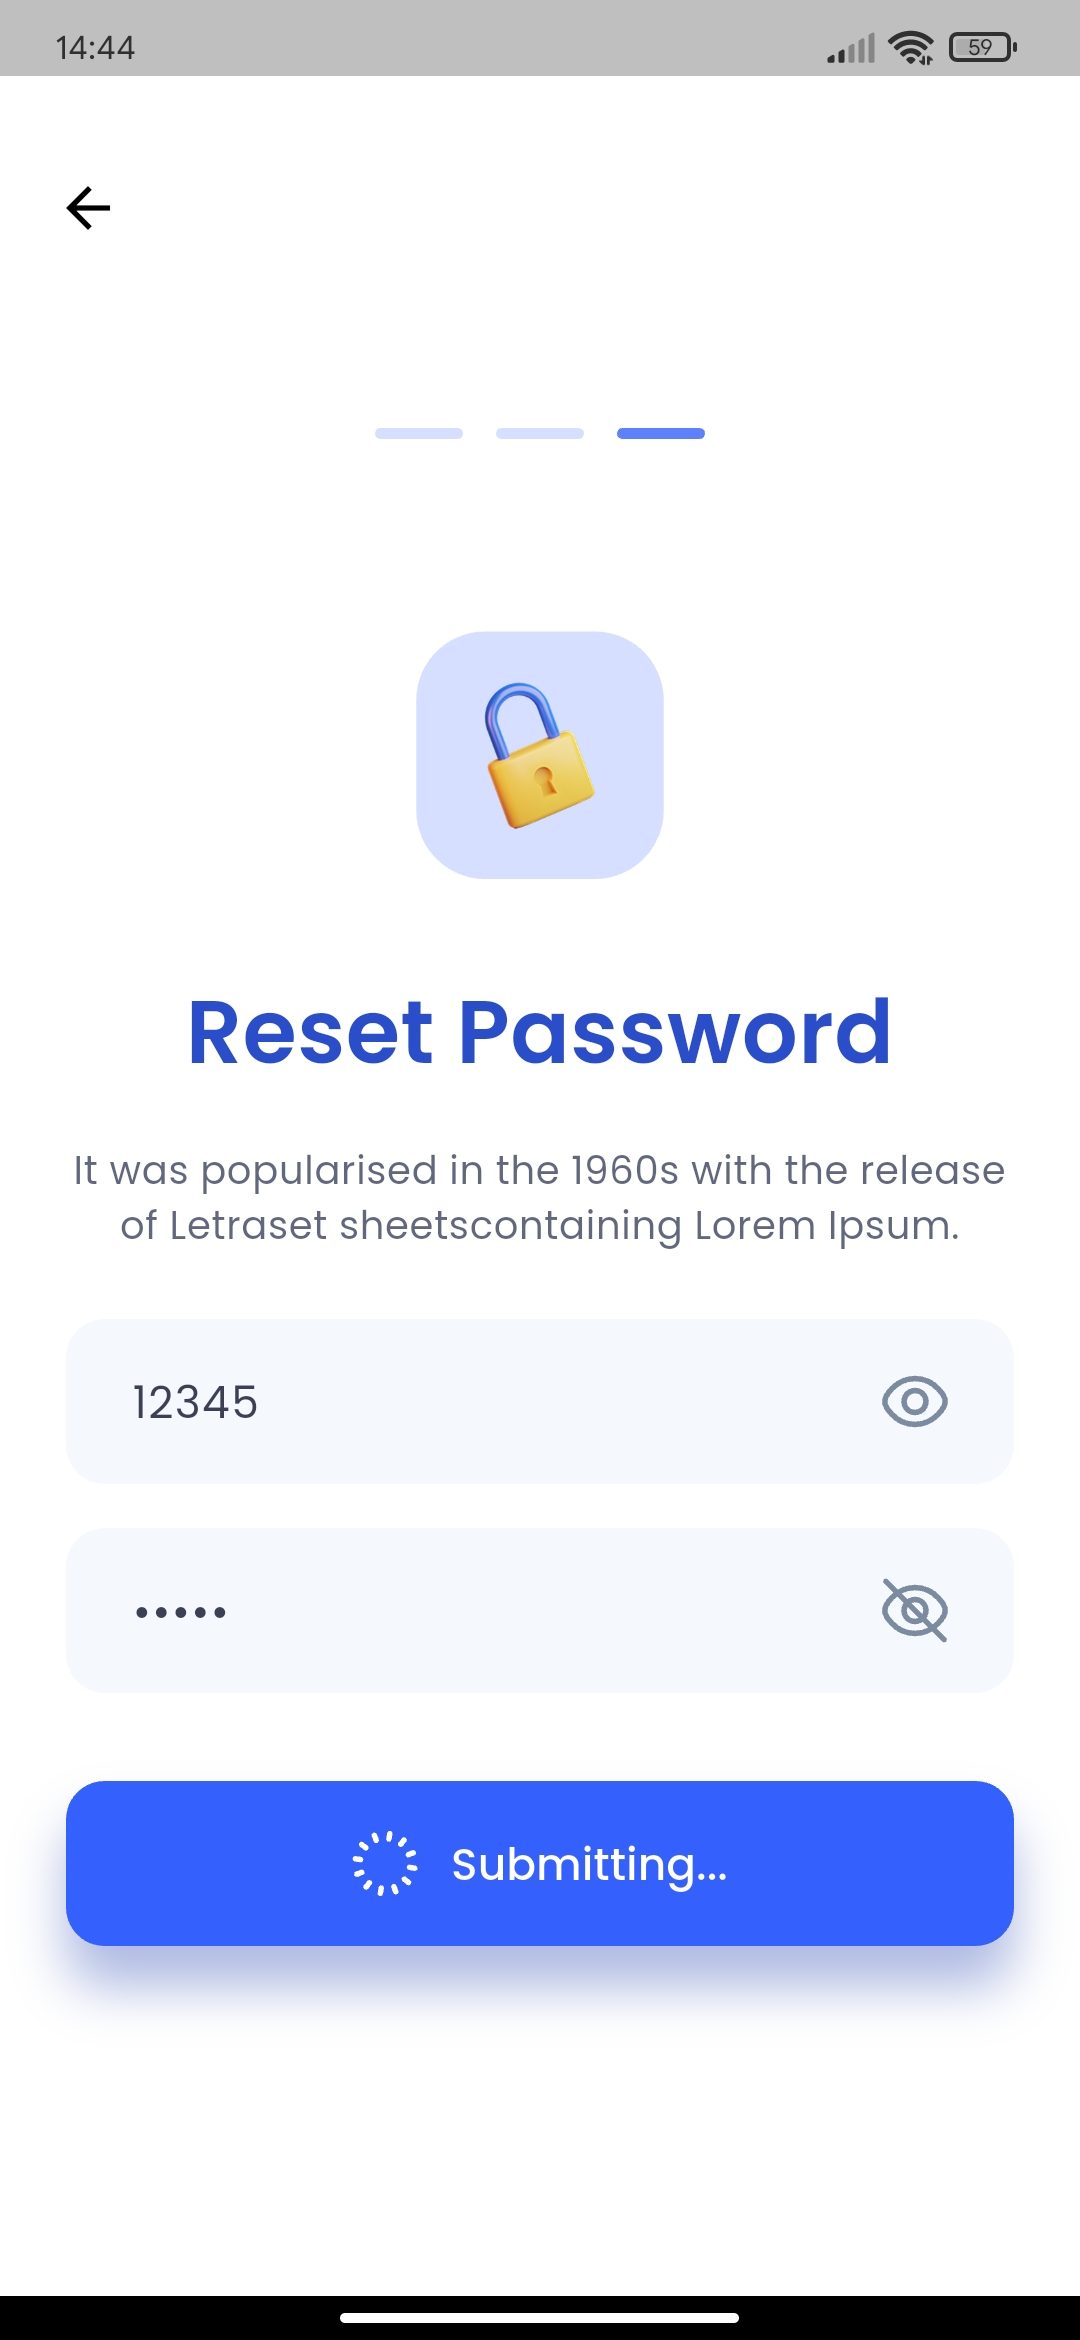 14:44
59
Reset Password
It was popularised in the 1960s with the release
of Letraset sheetscontaining Lorem Ipsum.
12345
•••••
Submitting...